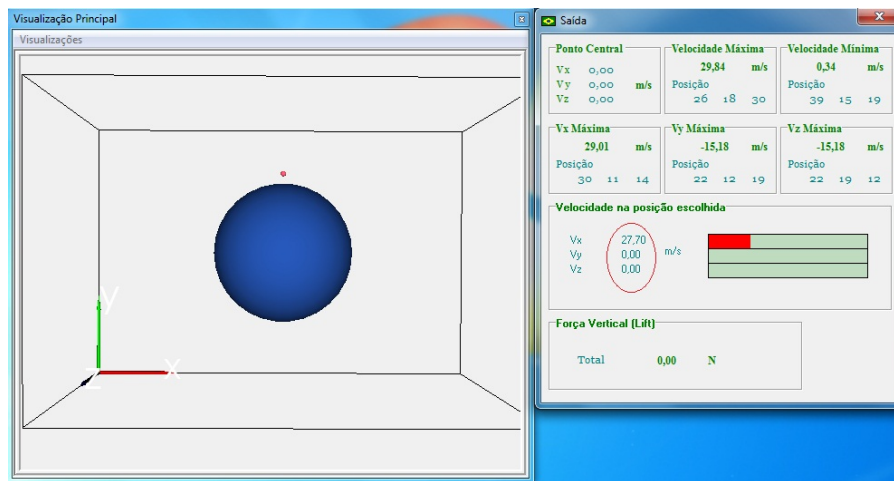 Visualização Principal
Visualizações
y
z
x
Saída
Ponto Central
Vx 0,00
Vy 0,00 m/s
Vz 0,00
Velocidade Máxima
29,84 m/s
Posição
26 18 30
Velocidade Mínima
0,34 m/s
Posição
39 15 19
Vx Máxima
29,01 m/s
Posição
30 11 14
Vy Máxima
-15,18 m/s
Posição
22 12 19
Vz Máxima
-15,18 m/s
Posição
22 19 12
Velocidade na posição escolhida
Vx 27,70
Vy 0,00 m/s
Vz 0,00
Força Vertical (Lift)
Total 0,00 N